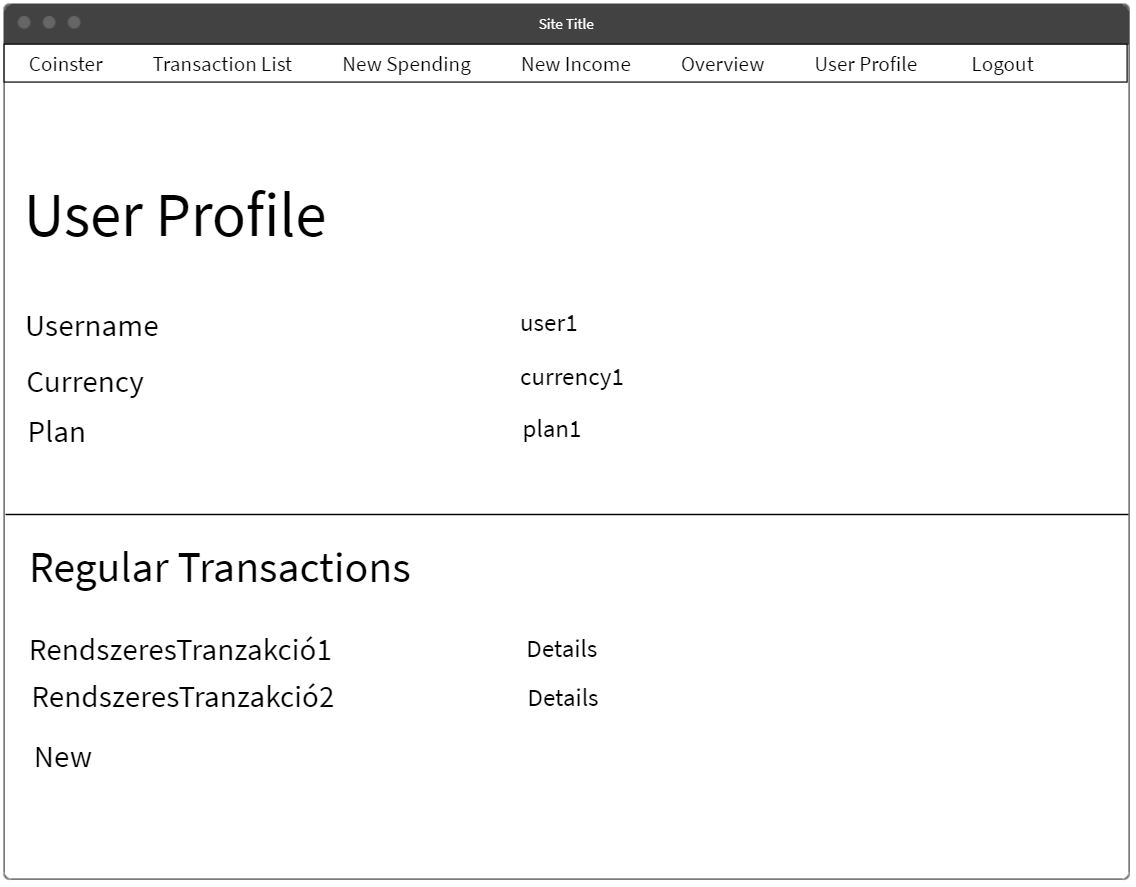 Site Title
Coinster Transaction List New Spending New Income Overview User Profile Logout
User Profile
Username user1
Currency currency1
Plan plan1
Regular Transactions
RendszeresTranzakció1 Details
RendszeresTranzakció2 Details
New